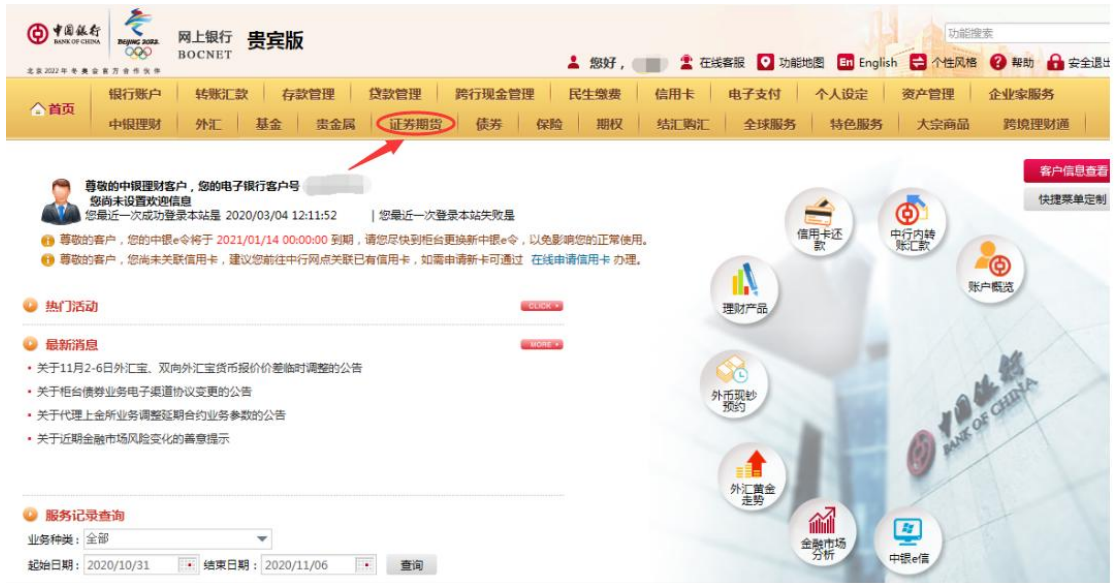 中国银行
BANK OF CHINA
BEIJING 2022
北京2022年冬奥会官方合作伙伴
网上银行
BOCNET
贵宾版
功能搜索
您好，
在线客服
功能地图
En English
个性风格
帮助
安全退出
首页
银行账户 转账汇款 存款管理 贷款管理 跨行现金管理 民生缴费 信用卡 电子支付 个人设定 资产管理 企业家服务
中银理财 外汇 基金 贵金属 证券期货 债券 保险 期权 结汇购汇 全球服务 特色服务 大宗商品 跨境理财通
客户信息查看
快捷菜单定制
尊敬的中银理财客户，您的电子银行客户号
您尚未设置欢迎信息
您最近一次成功登录本站是 2020/03/04 12:11:52 | 您最近一次登录本站失败是
尊敬的客户，您的中银e令将于 2021/01/14 00:00:00 到期，请您尽快到柜台更换新中银e令，以免影响您的正常使用。
尊敬的客户，您尚未关联信用卡，建议您前往中行网点关联已有信用卡，如需申请新卡可通过 在线申请信用卡 办理。
热门活动
CLICK
最新消息
MORE
• 关于11月2-6日外汇宝、双向外汇宝货币报价价差临时调整的公告
• 关于柜台债券业务电子渠道协议变更的公告
• 关于代理上金所业务调整延期合约业务参数的公告
• 关于近期金融市场风险变化的善意提示
服务记录查询
业务种类：全部
起始日期：2020/10/31 结束日期：2020/11/06 查询
信用卡还
款
中行内转
账汇款
账户概览
理财产品
外币现钞
预约
外汇黄金
走势
金融市场
分析
中银e信
中国银行
BANK OF CHINA